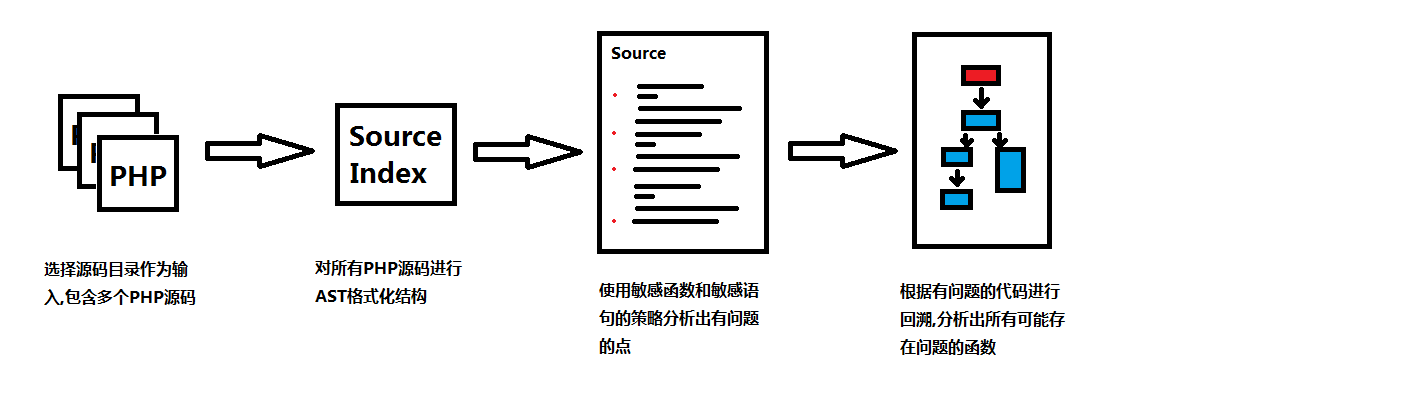 PHP
选择源码目录作为输
入,包含多个PHP源码
Source
Index
对所有PHP源码进行
AST格式化结构
Source
使用敏感函数和敏感语
句的策略分析出有问题
的点
根据有问题的代码进行
回溯,分析出所有可能存
在问题的函数